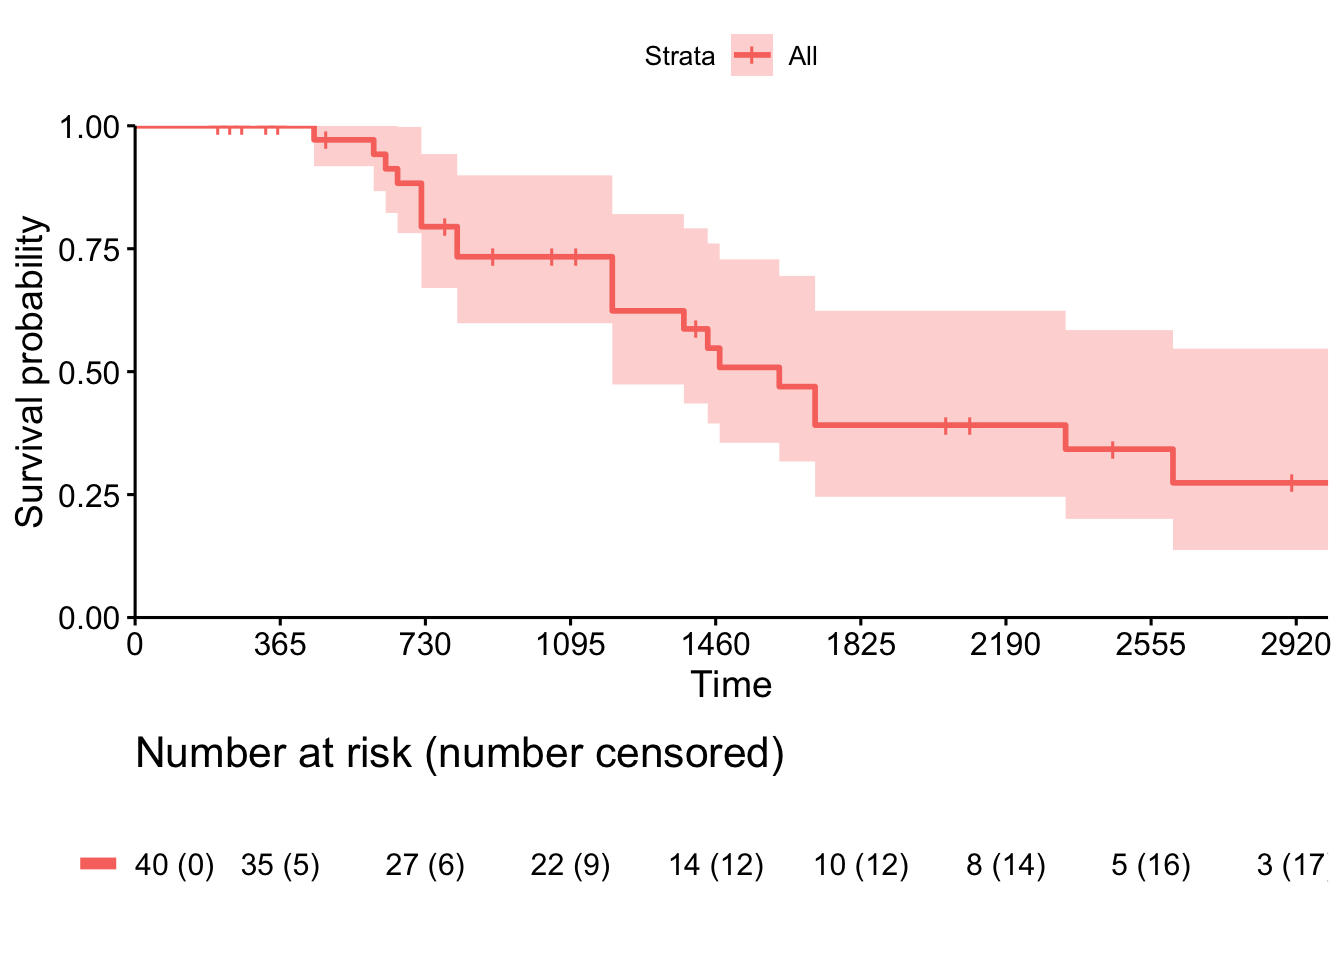 Strata All
1.00
0.75
0.50
0.25
0.00
Survival probability
0 365 730 1095 1460 1825 2190 2555 2920
Time
Number at risk (number censored)
40 (0) 35 (5) 27 (6) 22 (9) 14 (12) 10 (12) 8 (14) 5 (16) 3 (17